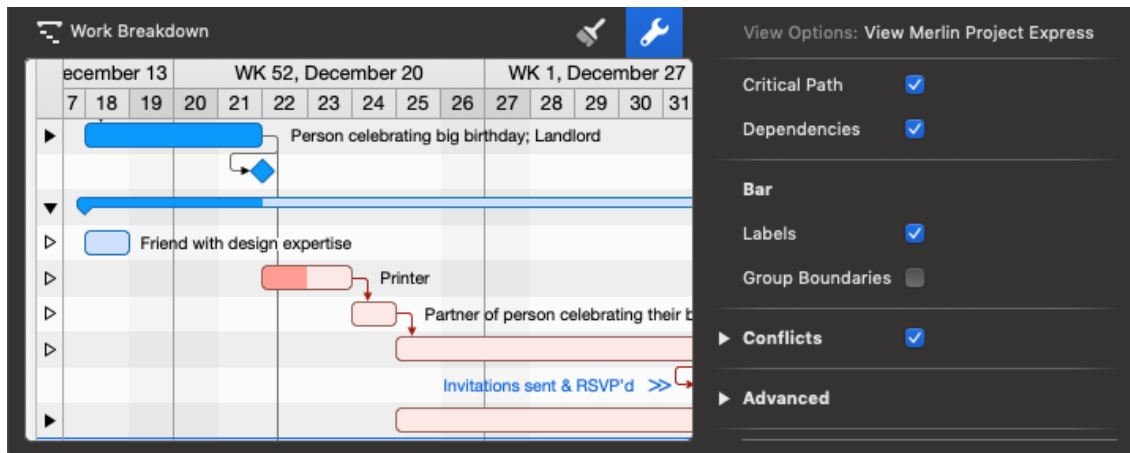 Work Breakdown
View Options: View Merlin Project Express
ecember 13 WK 52, December 20 WK 1, December 27
7 18 19 20 21 22 23 24 25 26 27 28 29 30 31
Critical Path
Dependencies
Person celebrating big birthday; Landlord
Bar
Labels
Friend with design expertise
Group Boundaries
Printer
Partner of person celebrating their b
Conflicts
Invitations sent & RSVP'd >>
Advanced